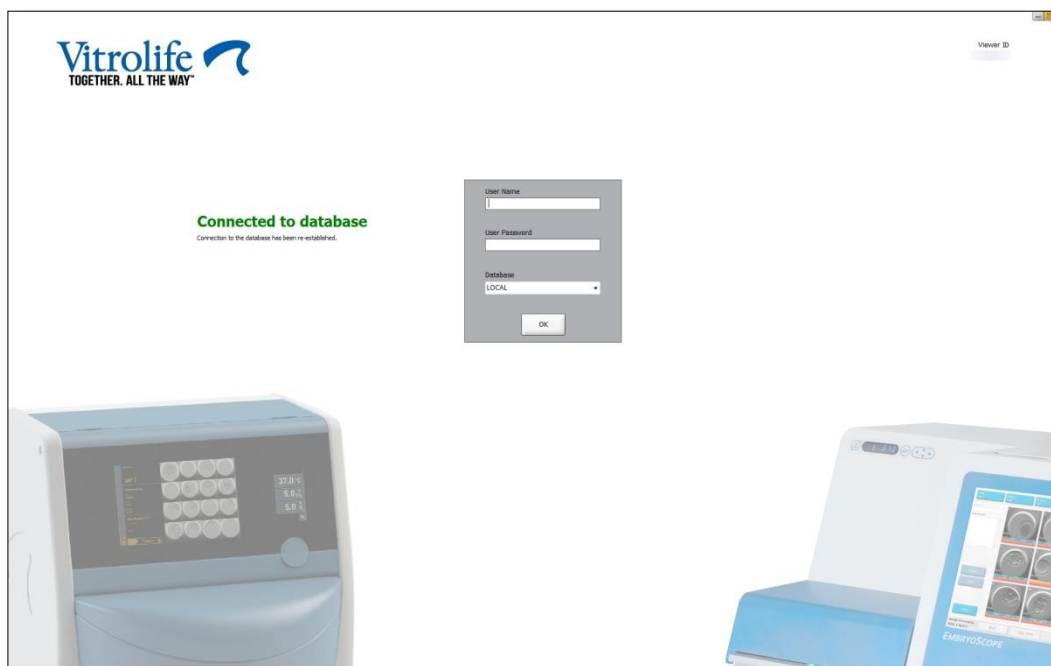 Vitrolife
TOGETHER. ALL THE WAY™
Viewer ID
Connected to database
Connection to the database has been re-established.
User Name
User Password
Database
LOCAL
OK
37.0 °C
5.0
5.0
EMBRYOSCOPE